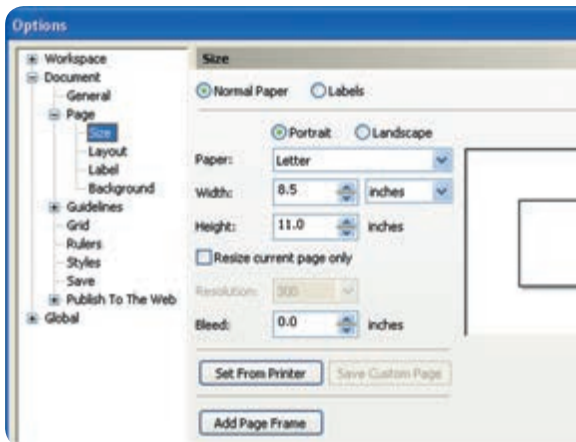 Options
Workspace
Document
General
Page
Size
Layout
Label
Background
Guidelines
Grid
Rulers
Styles
Save
Publish To The Web
Global
Size
Normal Paper Labels
Portrait Landscape
Paper: Letter
Width: 8.5 inches
Height: 11.0 inches
Resize current page only
Resolution: 300
Bleed: 0.0 inches
Set From Printer Save Custom Page
Add Page Frame